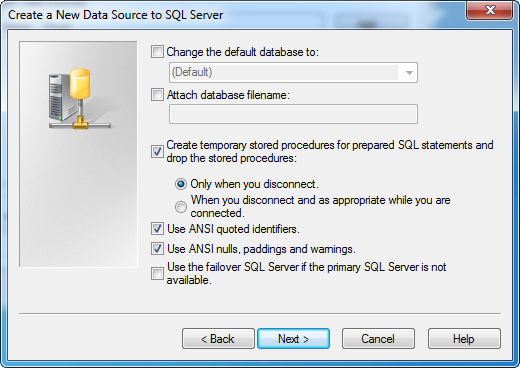 Create a New Data Source to SQL Server
Change the default database to:
(Default)
Attach database filename:
Create temporary stored procedures for prepared SQL statements and
drop the stored procedures:
Only when you disconnect.
When you disconnect and as appropriate while you are
connected.
Use ANSI quoted identifiers.
Use ANSI nulls, paddings and warnings.
Use the failover SQL Server if the primary SQL Server is not
available.
< Back
Next >
Cancel
Help